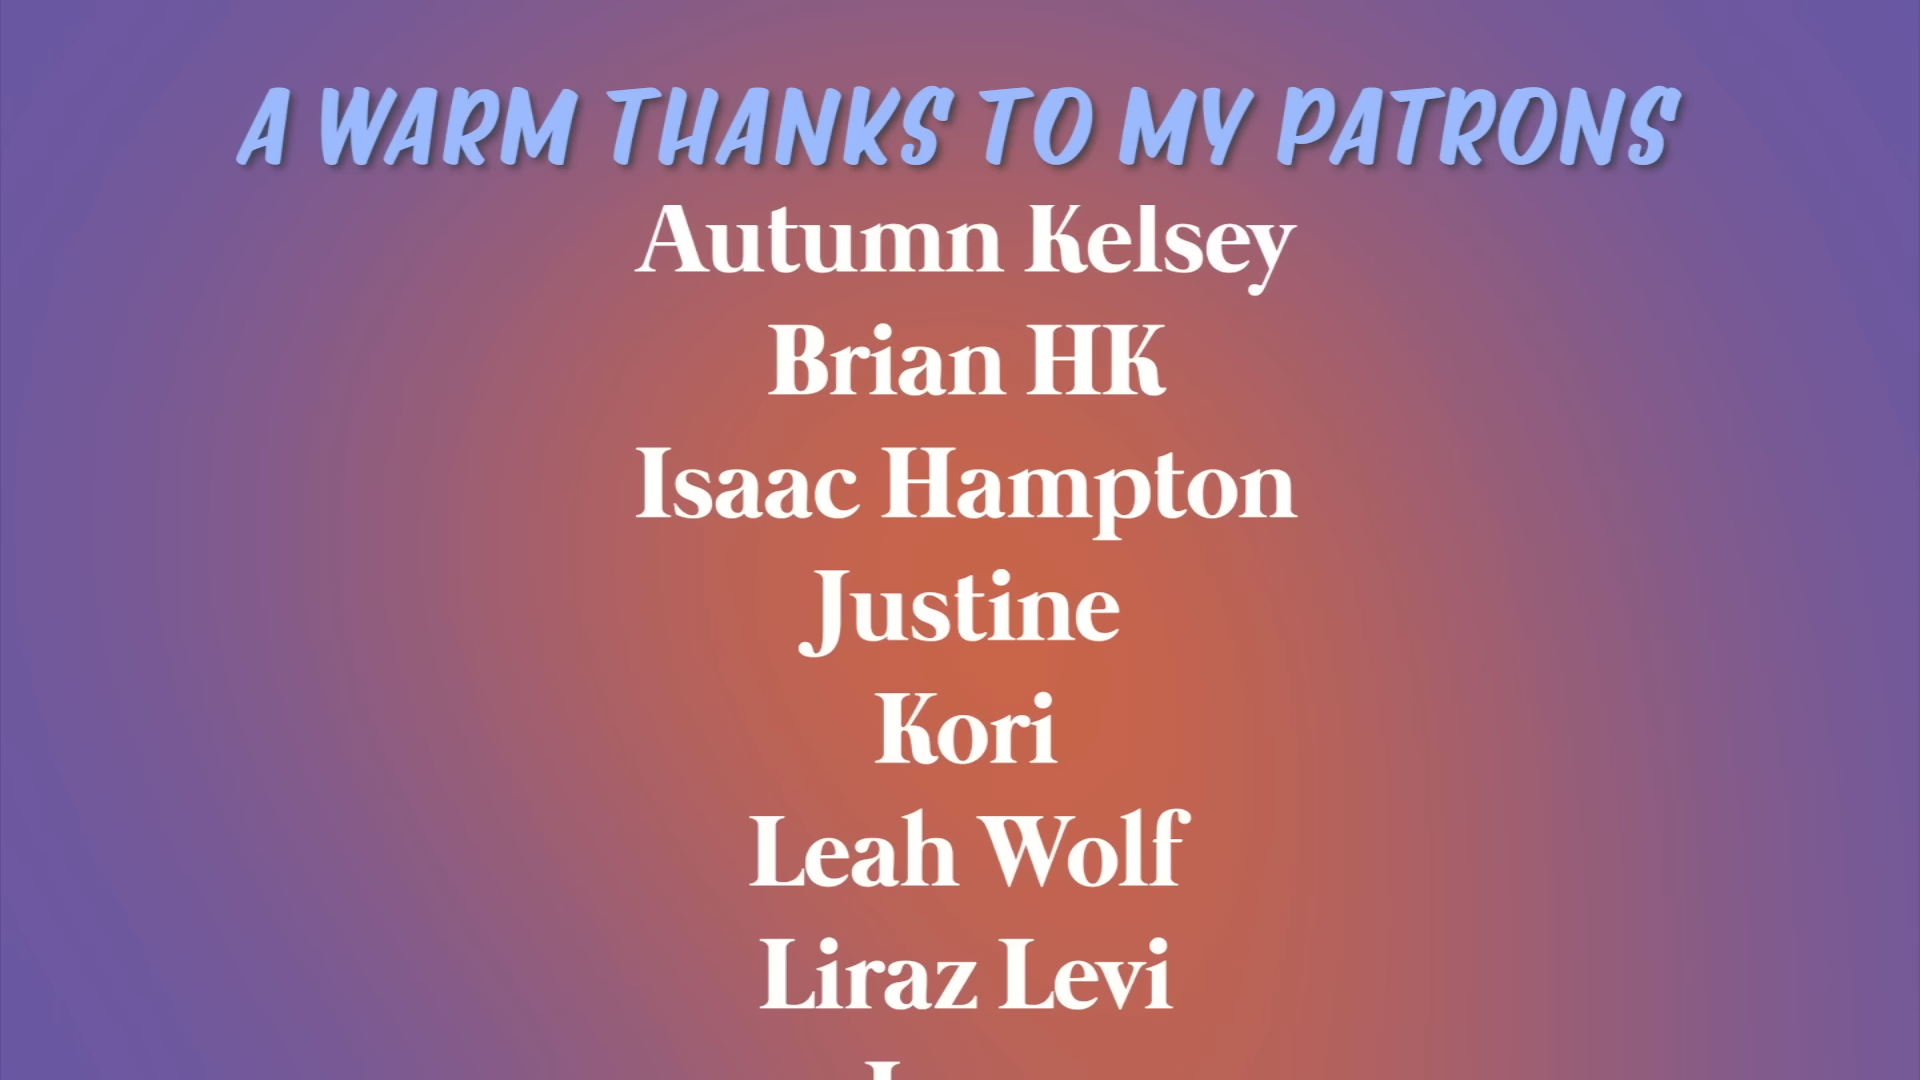 A WARM THANKS TO MY PATRONS
Autumn Kelsey
Brian HK
Isaac Hampton
Justine
Kori
Leah Wolf
Liraz Levi